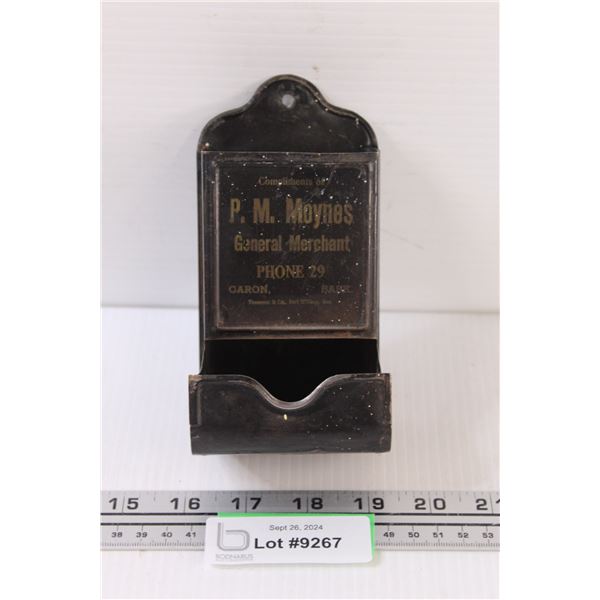 Compliments of
P. M. Moynes
General Merchant
PHONE 29
CARON, SASK.
15 16 17 18 19 20 21
38 39 40 41 49 50 51 52 53
Sept 26, 2024
Lot #9267
BODNARUS